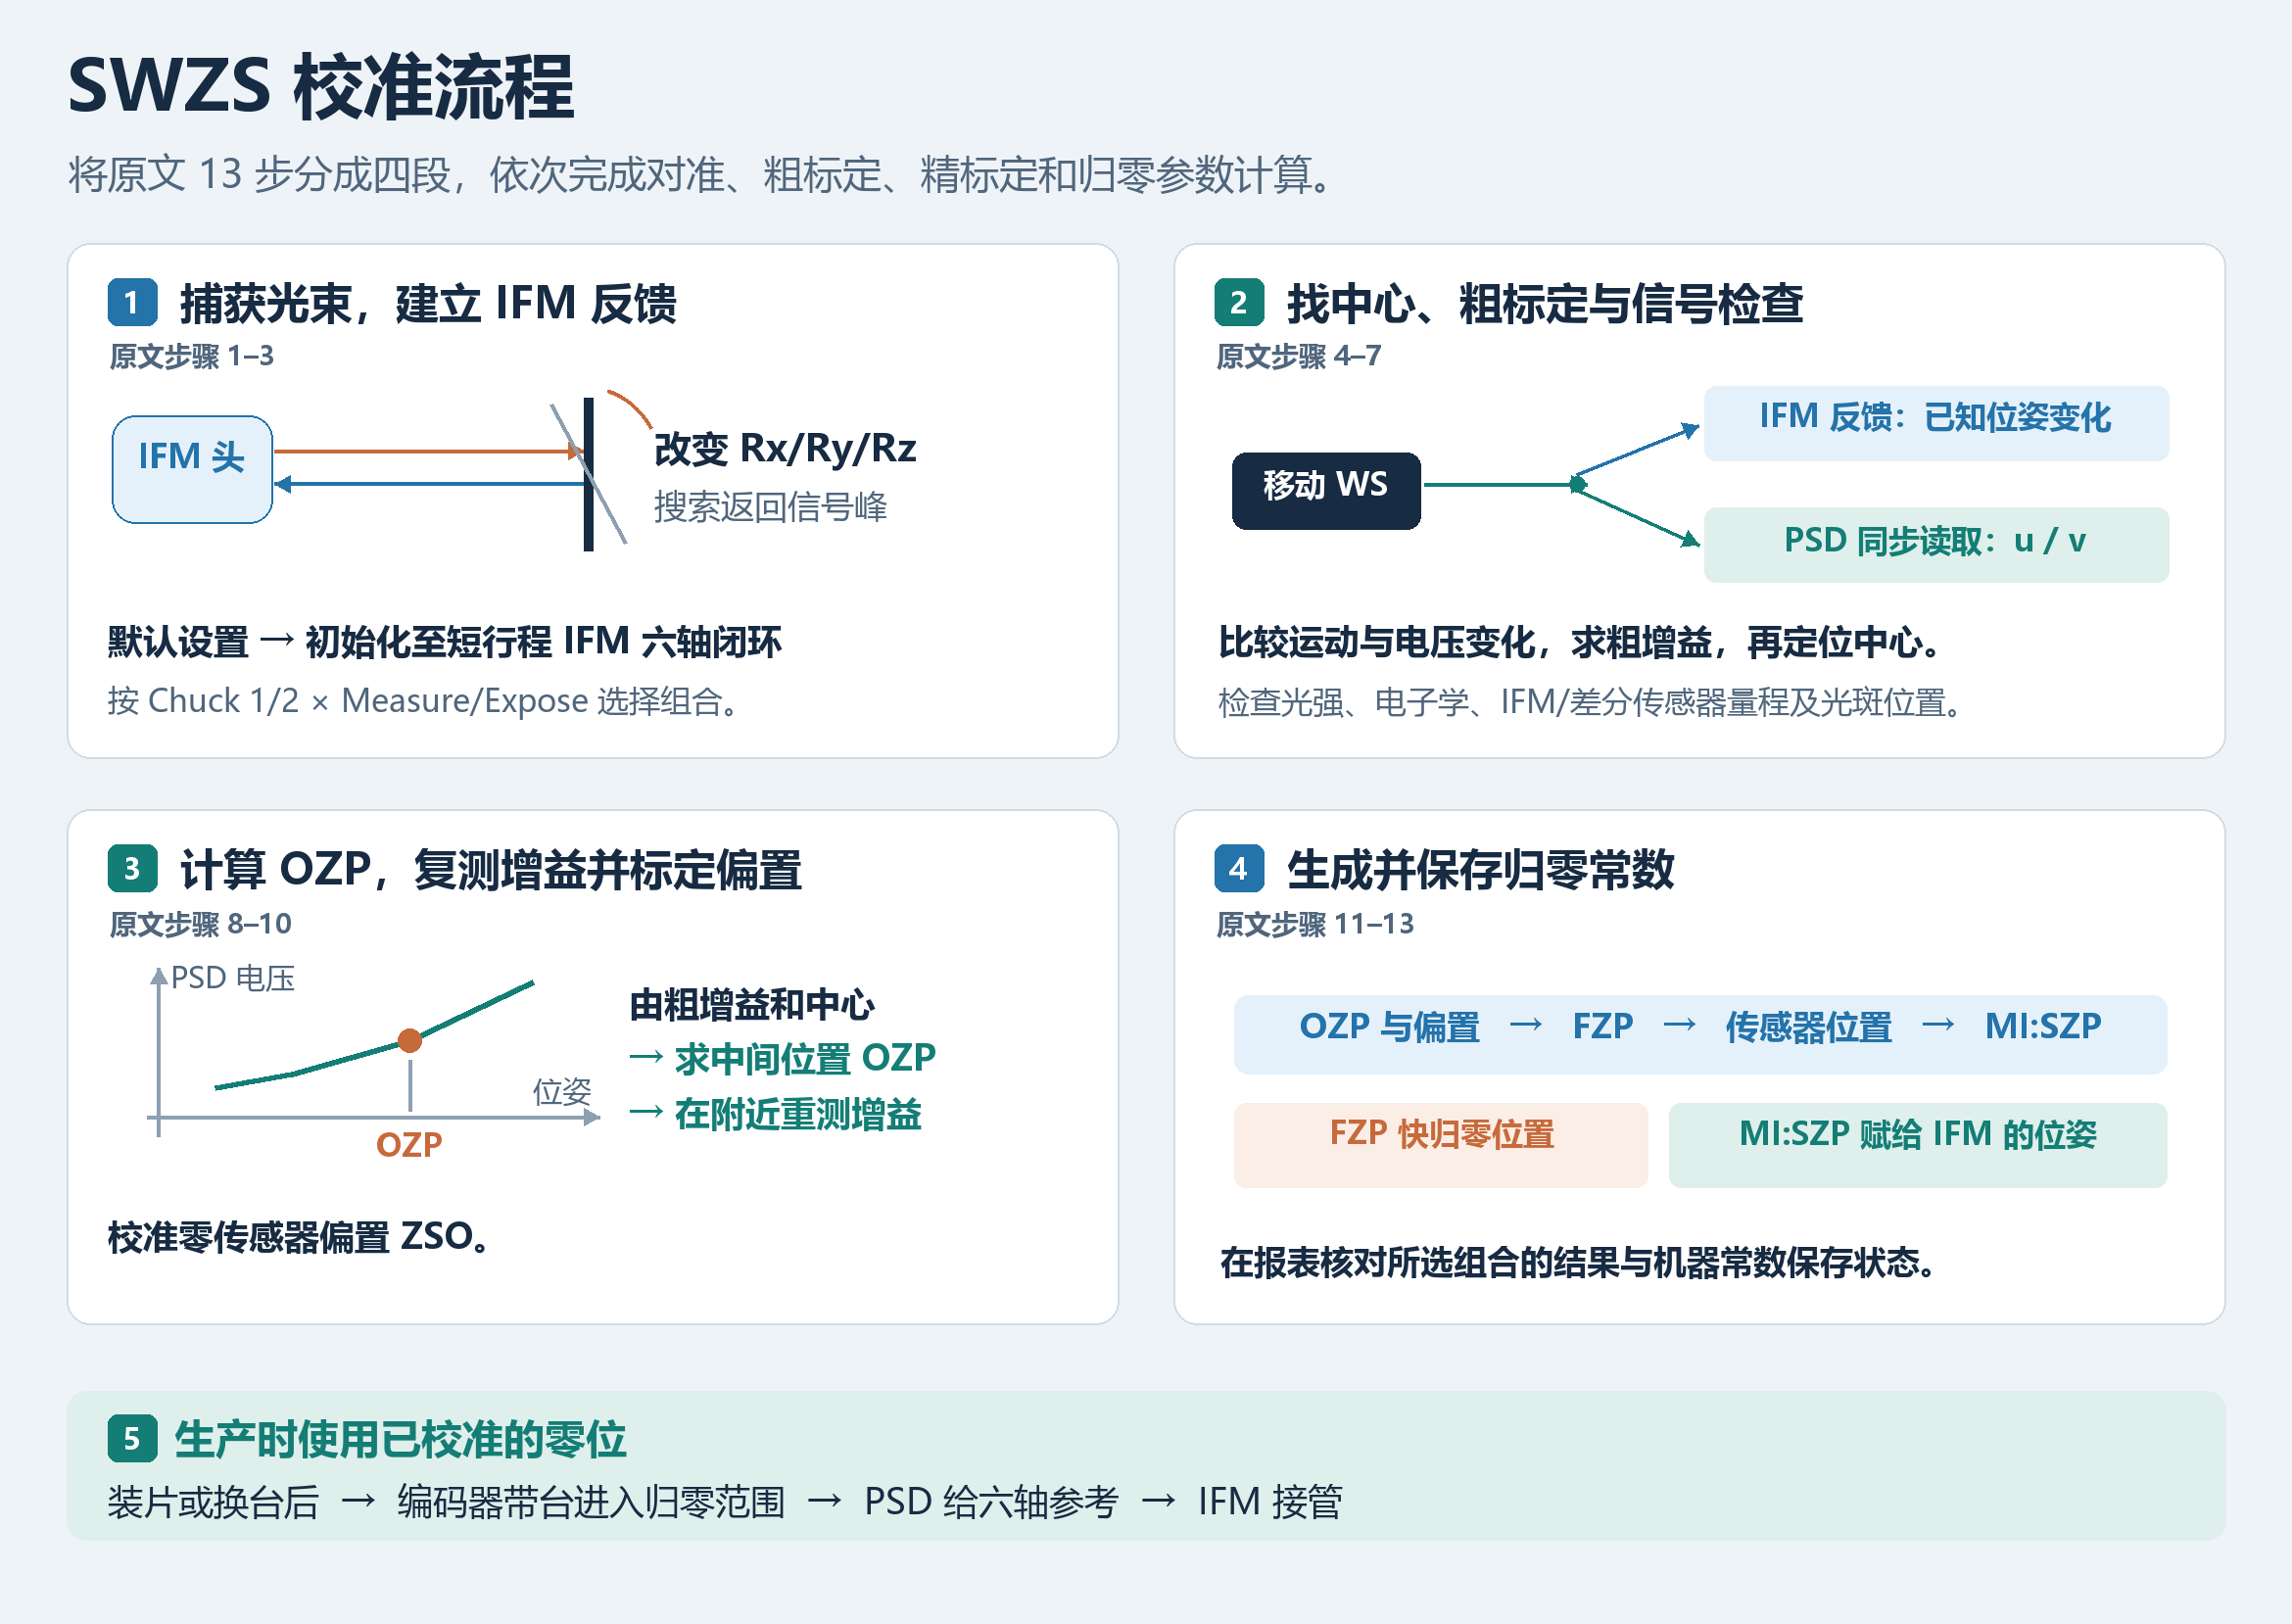 SWZS 校准流程
将原文 13 步分成四段，依次完成对准、粗标定、精标定和归零参数计算。
1 捕获光束，建立 IFM 反馈
原文步骤 1–3
IFM 头
改变 Rx/Ry/Rz
搜索返回信号峰
默认设置 → 初始化至短行程 IFM 六轴闭环
按 Chuck 1/2 × Measure/Expose 选择组合。
2 找中心、粗标定与信号检查
原文步骤 4–7
移动 WS
IFM 反馈：已知位姿变化
PSD 同步读取：u / v
比较运动与电压变化，求粗增益，再定位中心。
检查光强、电子学、IFM/差分传感器量程及光斑位置。
3 计算 OZP，复测增益并标定偏置
原文步骤 8–10
PSD 电压
位姿
OZP
由粗增益和中心
→ 求中间位置 OZP
→ 在附近重测增益
校准零传感器偏置 ZSO。
4 生成并保存归零常数
原文步骤 11–13
OZP 与偏置 → FZP → 传感器位置 → MI:SZP
FZP 快归零位置
MI:SZP 赋给 IFM 的位姿
在报表核对所选组合的结果与机器常数保存状态。
5 生产时使用已校准的零位
装片或换台后 → 编码器带台进入归零范围 → PSD 给六轴参考 → IFM 接管